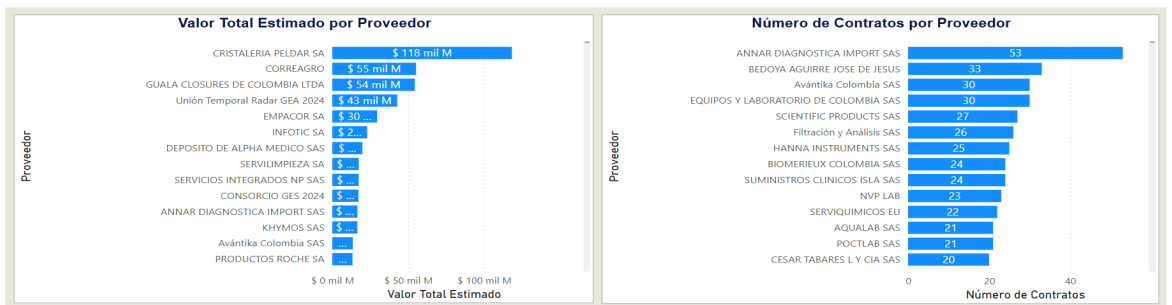 Valor Total Estimado por Proveedor
Proveedor
CRISTALERIA PELDAR SA $ 118 mil M
CORREAGRO $ 55 mil M
GUALA CLOSURES DE COLOMBIA LTDA $ 54 mil M
Unión Temporal Radar GEA 2024 $ 43 mil M
EMPACOR SA $ 30 ...
INFOTIC SA $ 2...
DEPOSITO DE ALPHA MEDICO SAS $ ...
SERVILIMPIEZA SA $ ...
SERVICIOS INTEGRADOS NP SAS $ ...
CONSORCIO GES 2024 $ ...
ANNAR DIAGNOSTICA IMPORT SAS $ ...
KHYMOS SAS $ ...
Avántika Colombia SAS ...
PRODUCTOS ROCHE SA ...
$ 0 mil M $ 50 mil M $ 100 mil M
Valor Total Estimado
Número de Contratos por Proveedor
Proveedor
ANNAR DIAGNOSTICA IMPORT SAS 53
BEDOYA AGUIRRE JOSE DE JESUS 33
Avántika Colombia SAS 30
EQUIPOS Y LABORATORIO DE COLOMBIA SAS 30
SCIENTIFIC PRODUCTS SAS 27
Filtraciòn y Anàlisis SAS 26
HANNA INSTRUMENTS SAS 25
BIOMERIEUX COLOMBIA SAS 24
SUMINISTROS CLINICOS ISLA SAS 24
NVP LAB 23
SERVIQUIMICOS EU 22
AQUALAB SAS 21
POCTLAB SAS 21
CESAR TABARES L Y CIA SAS 20
0 20 40
Número de Contratos